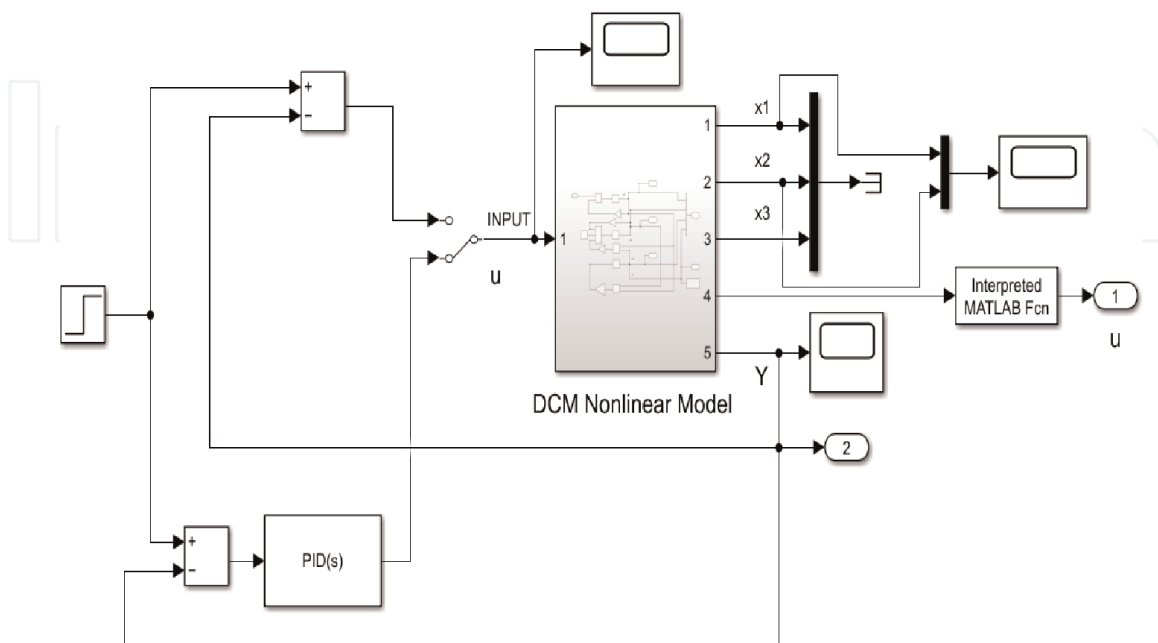 +
−
x1
1
x2
2
INPUT
x3
1
3
u
4
Interpreted
MATLAB Fcn
1
u
5
Y
DCM Nonlinear Model
2
+
−
PID(s)